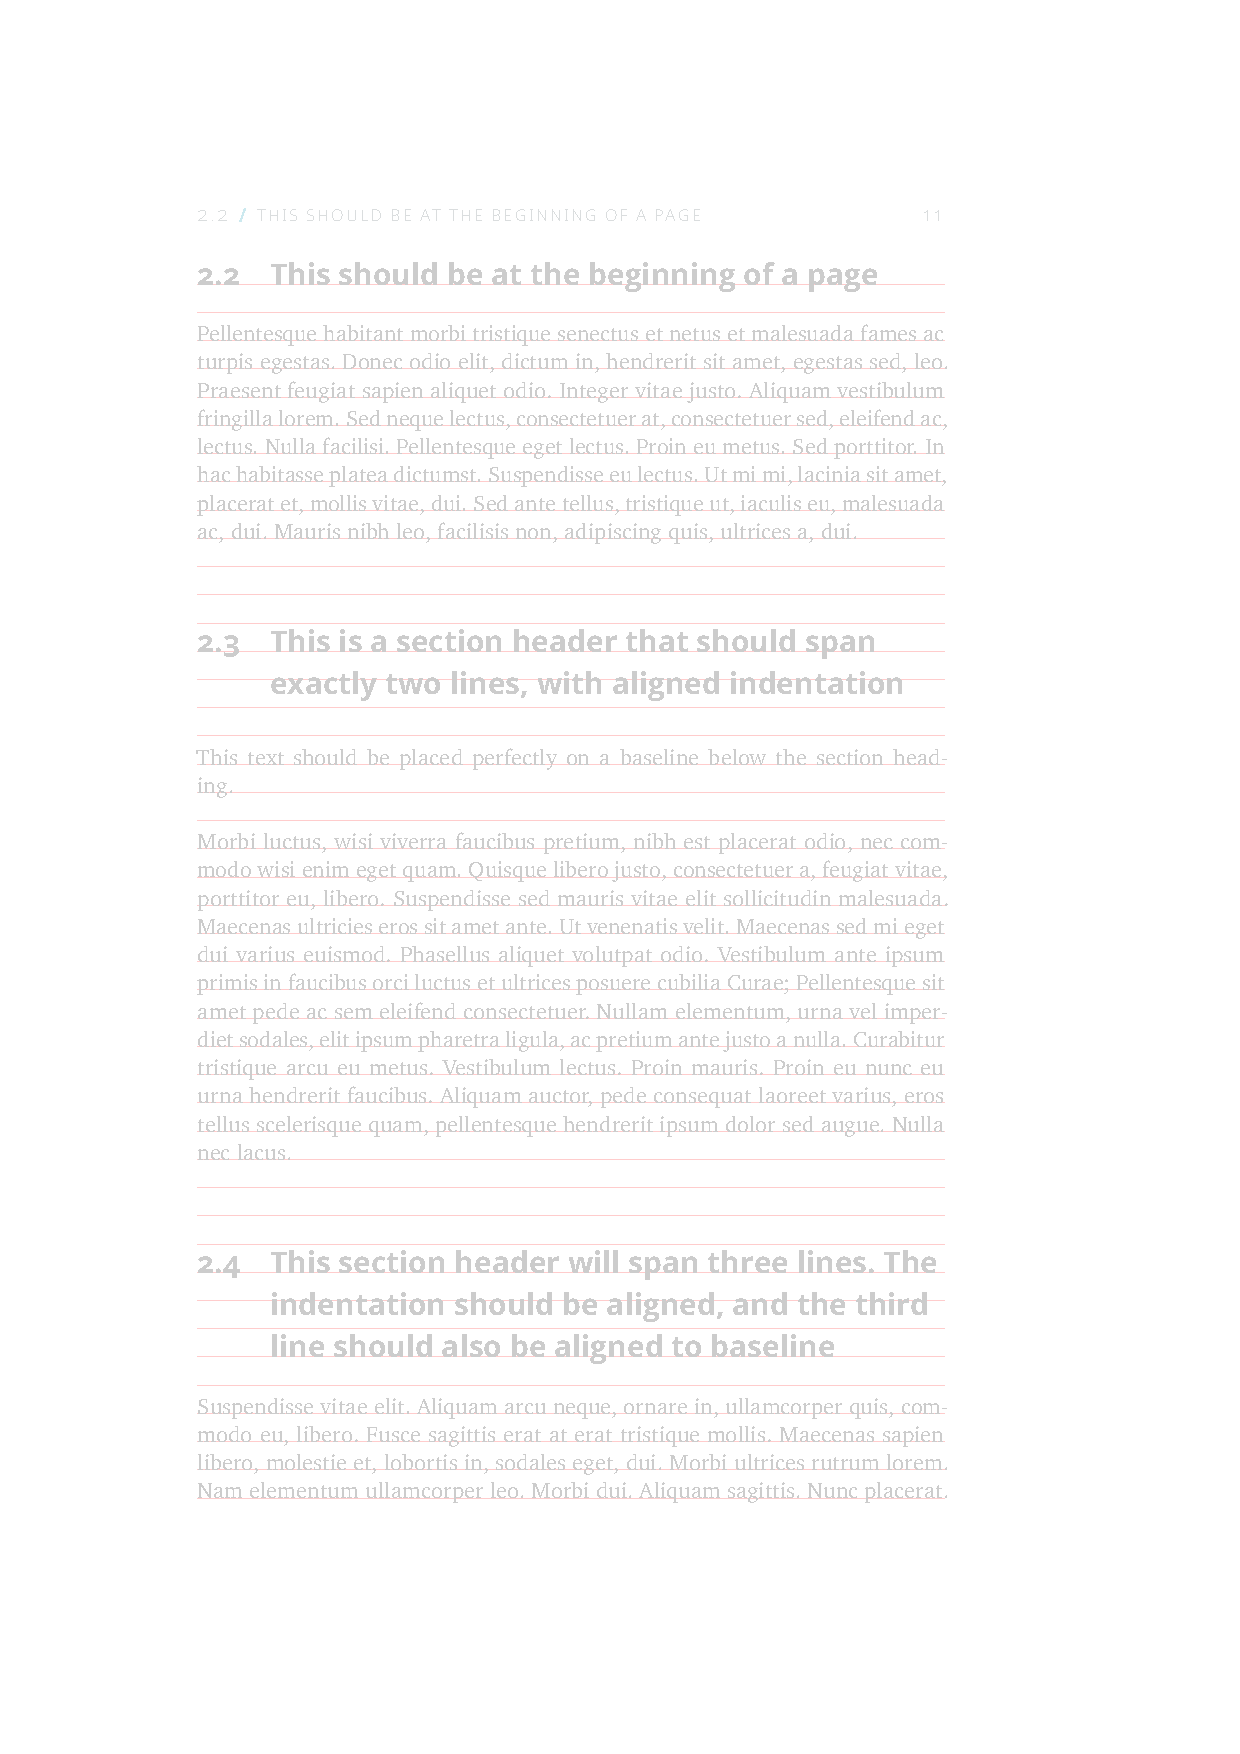 2.2 / THIS SHOULD BE AT THE BEGINNING OF A PAGE 11
2.2 This should be at the beginning of a page
Pellentesque habitant morbi tristique senectus et netus et malesuada fames ac
turpis egestas. Donec odio elit, dictum in, hendrerit sit amet, egestas sed, leo.
Praesent feugiat sapien aliquet odio. Integer vitae justo. Aliquam vestibulum
fringilla lorem. Sed neque lectus, consectetuer at, consectetuer sed, eleifend ac,
lectus. Nulla facilisi. Pellentesque eget lectus. Proin eu metus. Sed porttitor. In
hac habitasse platea dictumst. Suspendisse eu lectus. Ut mi mi, lacinia sit amet,
placerat et, mollis vitae, dui. Sed ante tellus, tristique ut, iaculis eu, malesuada
ac, dui. Mauris nibh leo, facilisis non, adipiscing quis, ultrices a, dui.
2.3 This is a section header that should span
exactly two lines, with aligned indentation
This text should be placed perfectly on a baseline below the section head-
ing.
Morbi luctus, wisi viverra faucibus pretium, nibh est placerat odio, nec com-
modo wisi enim eget quam. Quisque libero justo, consectetuer a, feugiat vitae,
porttitor eu, libero. Suspendisse sed mauris vitae elit sollicitudin malesuada.
Maecenas ultricies eros sit amet ante. Ut venenatis velit. Maecenas sed mi eget
dui varius euismod. Phasellus aliquet volutpat odio. Vestibulum ante ipsum
primis in faucibus orci luctus et ultrices posuere cubilia Curae; Pellentesque sit
amet pede ac sem eleifend consectetuer. Nullam elementum, urna vel imper-
diet sodales, elit ipsum pharetra ligula, ac pretium ante justo a nulla. Curabitur
tristique arcu eu metus. Vestibulum lectus. Proin mauris. Proin eu nunc eu
urna hendrerit faucibus. Aliquam auctor, pede consequat laoreet varius, eros
tellus scelerisque quam, pellentesque hendrerit ipsum dolor sed augue. Nulla
nec lacus.
2.4 This section header will span three lines. The
indentation should be aligned, and the third
line should also be aligned to baseline
Suspendisse vitae elit. Aliquam arcu neque, ornare in, ullamcorper quis, com-
modo eu, libero. Fusce sagittis erat at erat tristique mollis. Maecenas sapien
libero, molestie et, lobortis in, sodales eget, dui. Morbi ultrices rutrum lorem.
Nam elementum ullamcorper leo. Morbi dui. Aliquam sagittis. Nunc placerat.